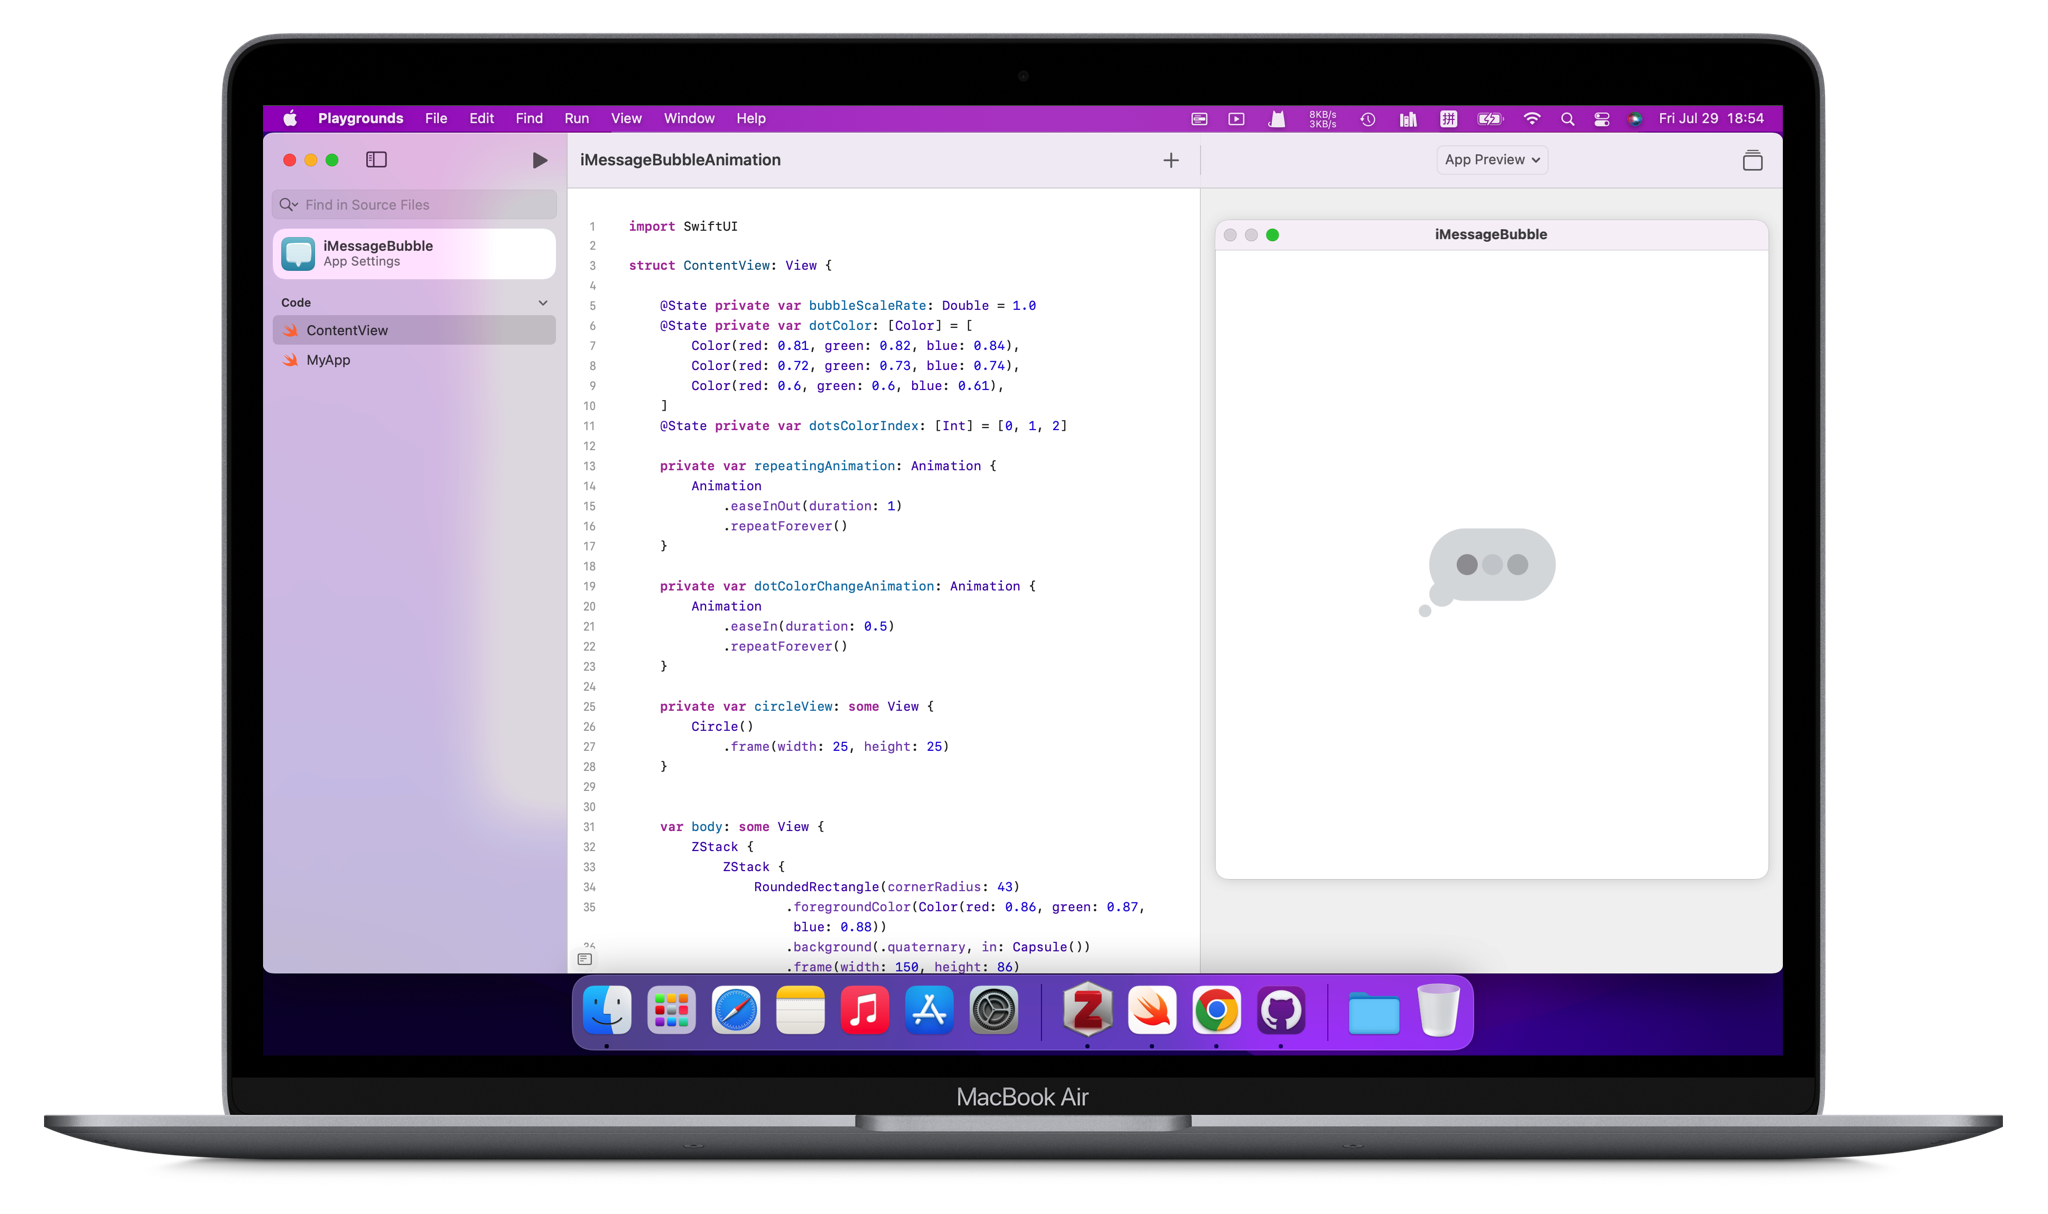 Playgrounds File Edit Find Run View Window Help
8KB/s
3KB/s
拼
Fri Jul 29 18:54
iMessageBubbleAnimation
App Preview
Find in Source Files
iMessageBubble
App Settings
Code
ContentView
MyApp
1 import SwiftUI
2
3 struct ContentView: View {
4
5 @State private var bubbleScaleRate: Double = 1.0
6 @State private var dotColor: [Color] = [
7 Color(red: 0.81, green: 0.82, blue: 0.84),
8 Color(red: 0.72, green: 0.73, blue: 0.74),
9 Color(red: 0.6, green: 0.6, blue: 0.61),
10 ]
11 @State private var dotsColorIndex: [Int] = [0, 1, 2]
12
13 private var repeatingAnimation: Animation {
14 Animation
15 .easeInOut(duration: 1)
16 .repeatForever()
17 }
18
19 private var dotColorChangeAnimation: Animation {
20 Animation
21 .easeIn(duration: 0.5)
22 .repeatForever()
23 }
24
25 private var circleView: some View {
26 Circle()
27 .frame(width: 25, height: 25)
28 }
29
30
31 var body: some View {
32 ZStack {
33 ZStack {
34 RoundedRectangle(cornerRadius: 43)
35 .foregroundColor(Color(red: 0.86, green: 0.87,
blue: 0.88))
36 .background(.quaternary, in: Capsule())
.frame(width: 150, height: 86)
iMessageBubble
Z
MacBook Air